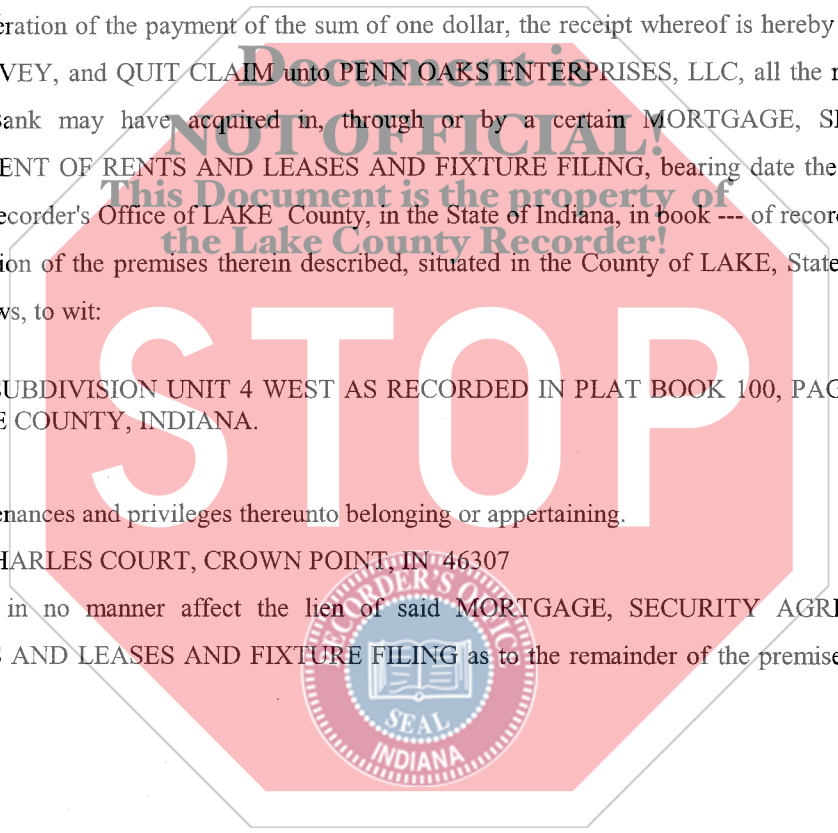 eration of the payment of the sum of one dollar, the receipt whereof is hereby
Document is
VEY, and QUIT CLAIM unto PENN OAKS ENTERPRISES, LLC, all the
Bank may have acquired in, through or by a certain MORTGAGE,
NOT OFFICIAL!
ENT OF RENTS AND LEASES AND FIXTURE FILING, bearing date the
This Document is the property of
ecorder's Office of LAKE County, in the State of Indiana, in book --- of recor
the Lake County Recorder!
ion of the premises therein described, situated in the County of LAKE, State
ws, to wit:
STOP
SUBDIVISION UNIT 4 WEST AS RECORDED IN PLAT BOOK 100, PAG
E COUNTY, INDIANA.
enances and privileges thereunto belonging or appertaining.
HARLES COURT, CROWN POINT, IN 46307
in no manner affect the lien of said MORTGAGE, SECURITY AGRE
S AND LEASES AND FIXTURE FILING as to the remainder of the premise
RECORDER'S OFFICE
SEAL
INDIANA